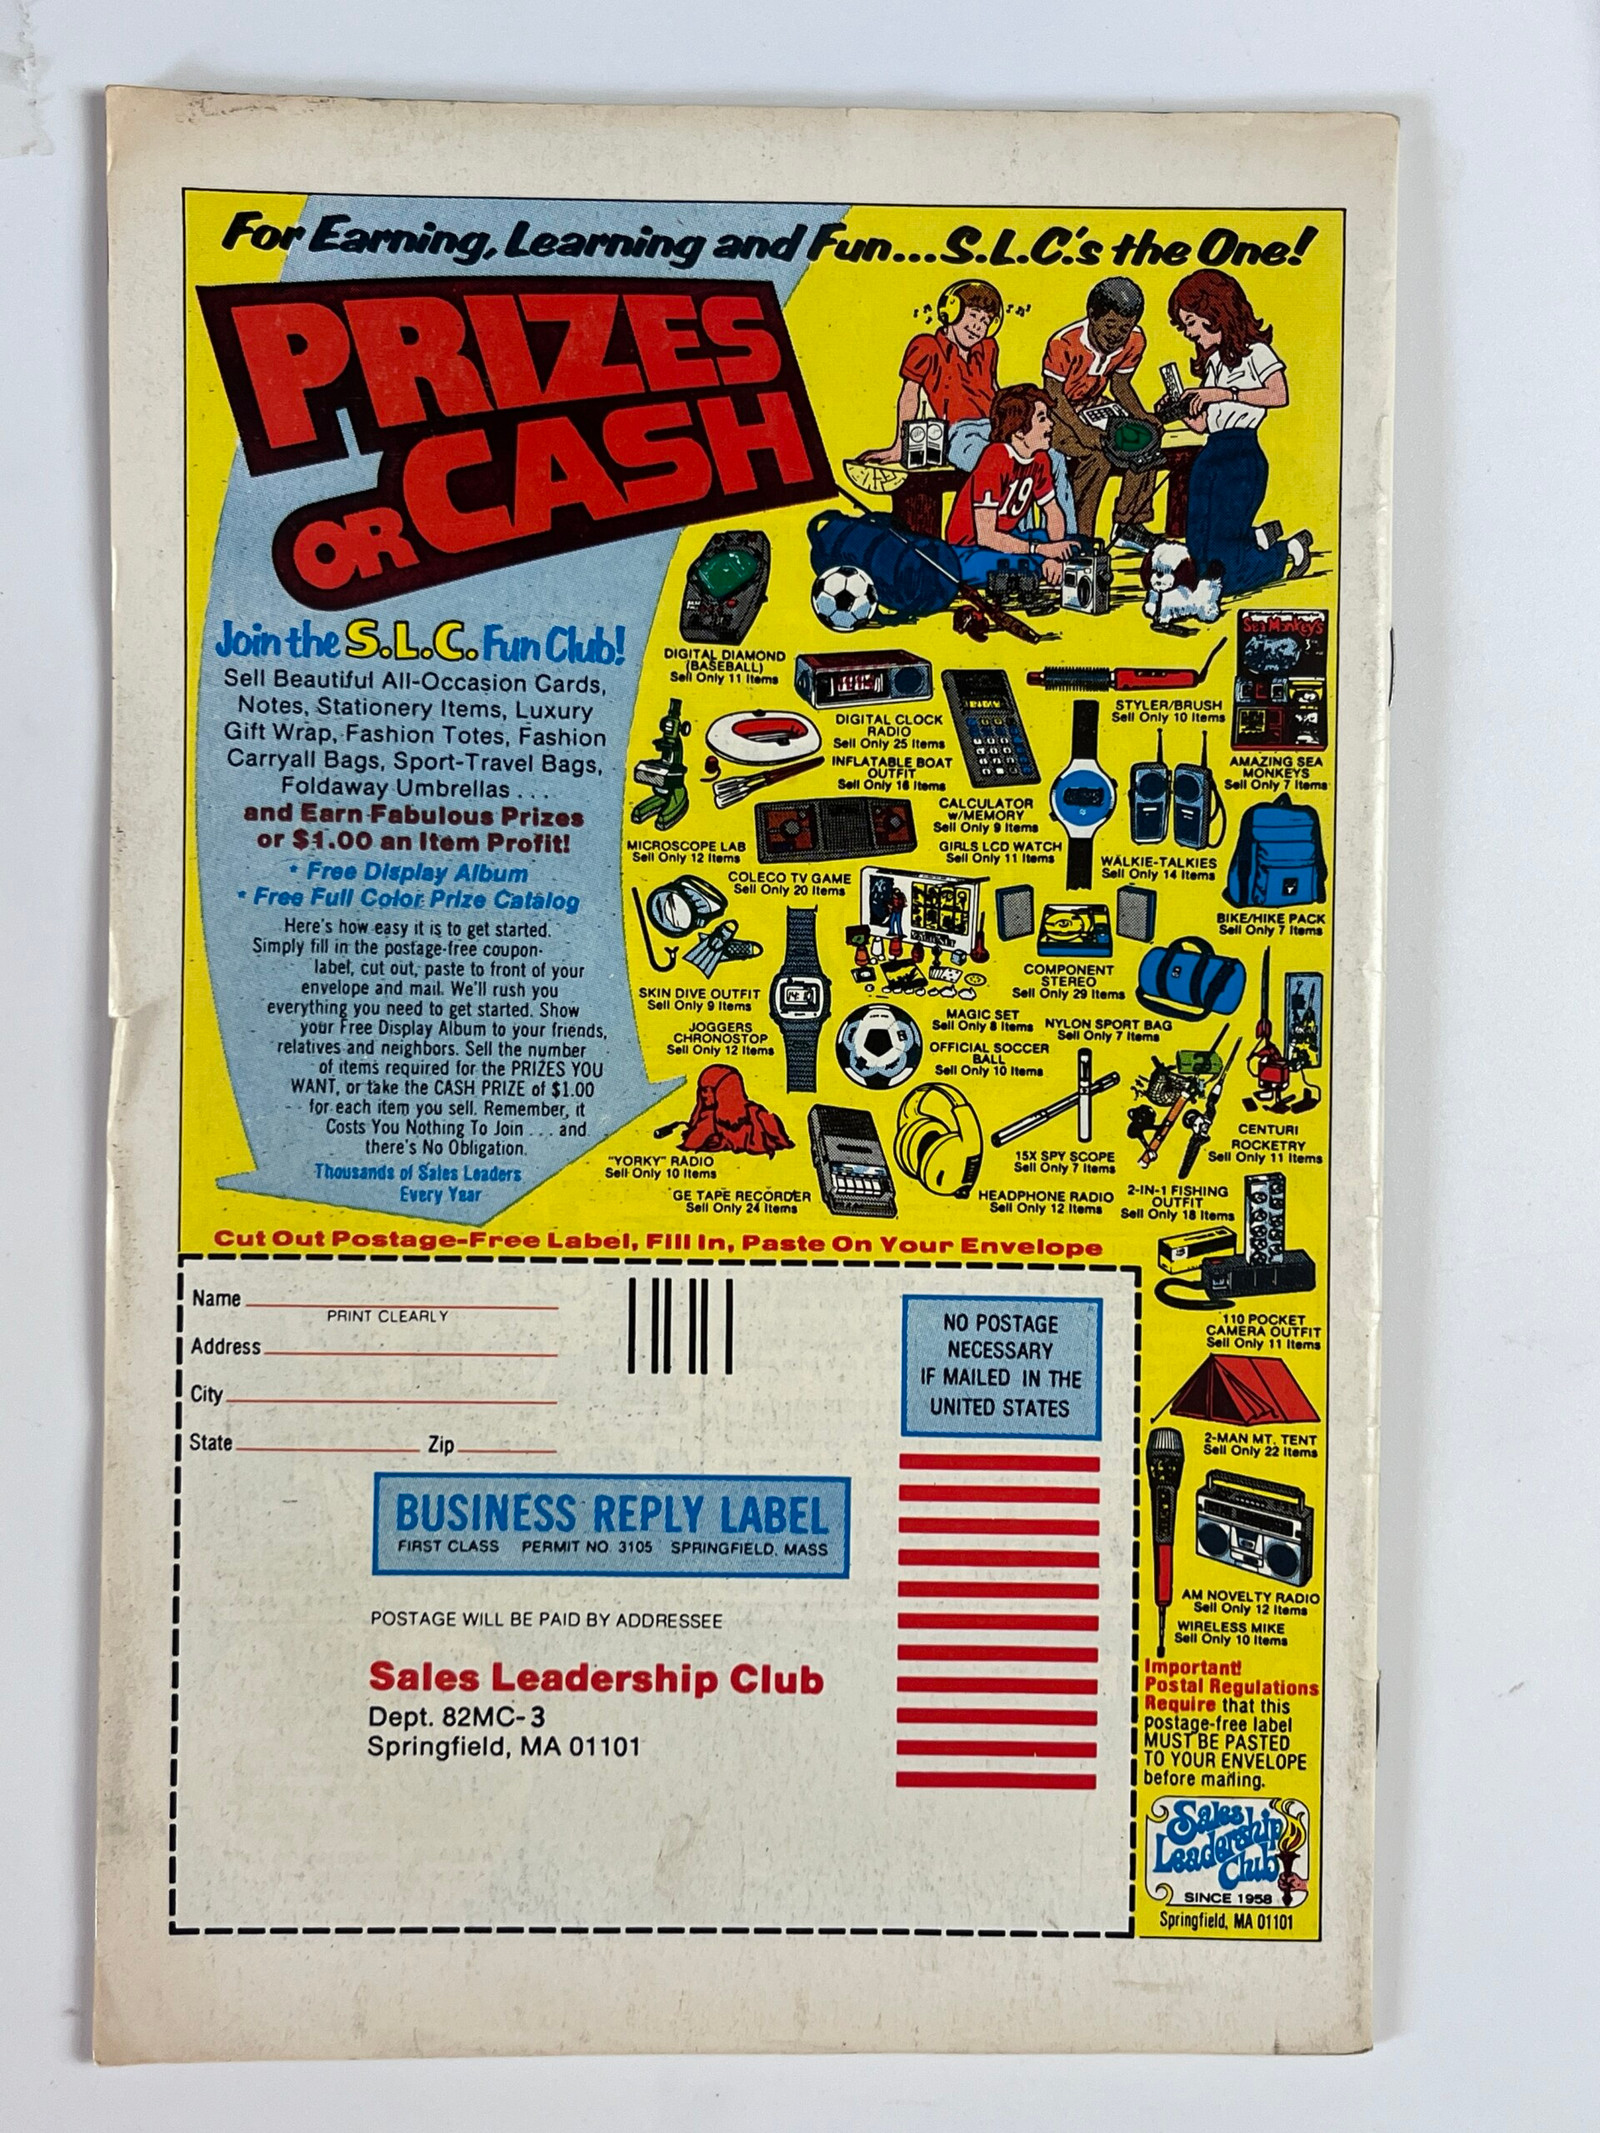 For Earning, Learning and Fun...S.L.C.'s the One!
PRIZES
OR CASH
Join the S.L.C. Fun Club!
Sell Beautiful All-Occasion Cards,
Notes, Stationery Items, Luxury
Gift Wrap, Fashion Totes, Fashion
Carryall Bags, Sport-Travel Bags,
Foldaway Umbrellas . . .
and Earn Fabulous Prizes
or $1.00 an Item Profit!
* Free Display Album
* Free Full Color Prize Catalog
Here's how easy it is to get started.
Simply fill in the postage-free coupon-
label, cut out, paste to front of your
envelope and mail. We'll rush you
everything you need to get started. Show
your Free Display Album to your friends,
relatives and neighbors. Sell the number
of items required for the PRIZES YOU
WANT, or take the CASH PRIZE of $1.00
for each item you sell. Remember, it
Costs You Nothing To Join . . . and
there's No Obligation.
Thousands of Sales Leaders
Every Year
19
DIGITAL DIAMOND
(BASEBALL)
Sell Only 11 Items
DIGITAL CLOCK
RADIO
Sell Only 25 Items
STYLER/BRUSH
Sell Only 10 Items
Sea Monkeys
AMAZING SEA
MONKEYS
Sell Only 7 Items
INFLATABLE BOAT
OUTFIT
Sell Only 16 Items
CALCULATOR
w/MEMORY
Sell Only 9 Items
MICROSCOPE LAB
Sell Only 12 Items
GIRLS LCD WATCH
Sell Only 11 Items
WALKIE-TALKIES
Sell Only 14 Items
COLECO TV GAME
Sell Only 20 Items
BIKE/HIKE PACK
Sell Only 7 Items
SKIN DIVE OUTFIT
Sell Only 9 Items
COMPONENT
STEREO
Sell Only 29 Items
MAGIC SET
Sell Only 8 Items
NYLON SPORT BAG
Sell Only 7 Items
JOGGERS
CHRONOSTOP
Sell Only 12 Items
OFFICIAL SOCCER
BALL
Sell Only 10 Items
CENTURI
ROCKETRY
Sell Only 11 Items
"YORKY" RADIO
Sell Only 10 Items
15X SPY SCOPE
Sell Only 7 Items
GE TAPE RECORDER
Sell Only 24 Items
HEADPHONE RADIO
Sell Only 12 Items
2-IN-1 FISHING
OUTFIT
Sell Only 18 Items
110 POCKET
CAMERA OUTFIT
Sell Only 11 Items
2-MAN MT. TENT
Sell Only 22 Items
AM NOVELTY RADIO
Sell Only 12 Items
WIRELESS MIKE
Sell Only 10 Items
Cut Out Postage-Free Label, Fill In, Paste On Your Envelope
Name
PRINT CLEARLY
Address
City
State Zip
NO POSTAGE
NECESSARY
IF MAILED IN THE
UNITED STATES
BUSINESS REPLY LABEL
FIRST CLASS PERMIT NO. 3105 SPRINGFIELD, MASS
POSTAGE WILL BE PAID BY ADDRESSEE
Sales Leadership Club
Dept. 82MC-3
Springfield, MA 01101
Important!
Postal Regulations
Require that this
postage-free label
MUST BE PASTED
TO YOUR ENVELOPE
before mailing.
Sales
Leadership
Club
SINCE 1958
Springfield, MA 01101